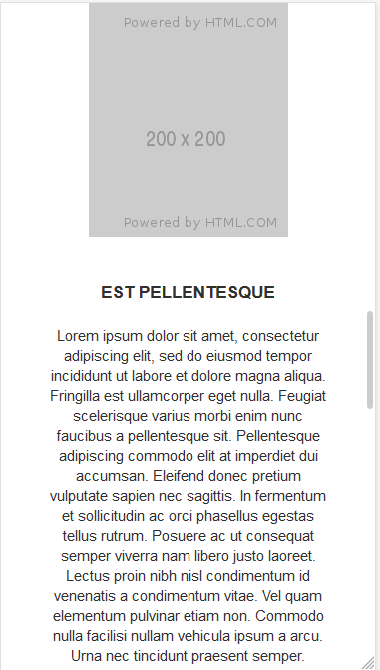 Powered by HTML.COM
200 x 200
Powered by HTML.COM
EST PELLENTESQUE
Lorem ipsum dolor sit amet, consectetur
adipiscing elit, sed do eiusmod tempor
incididunt ut labore et dolore magna aliqua.
Fringilla est ullamcorper eget nulla. Feugiat
scelerisque varius morbi enim nunc
faucibus a pellentesque sit. Pellentesque
adipiscing commodo elit at imperdiet dui
accumsan. Eleifend donec pretium
vulputate sapien nec sagittis. In fermentum
et sollicitudin ac orci phasellus egestas
tellus rutrum. Posuere ac ut consequat
semper viverra nam libero justo laoreet.
Lectus proin nibh nisl condimentum id
venenatis a condimentum vitae. Vel quam
elementum pulvinar etiam non. Commodo
nulla facilisi nullam vehicula ipsum a arcu.
Urna nec tincidunt praesent semper.